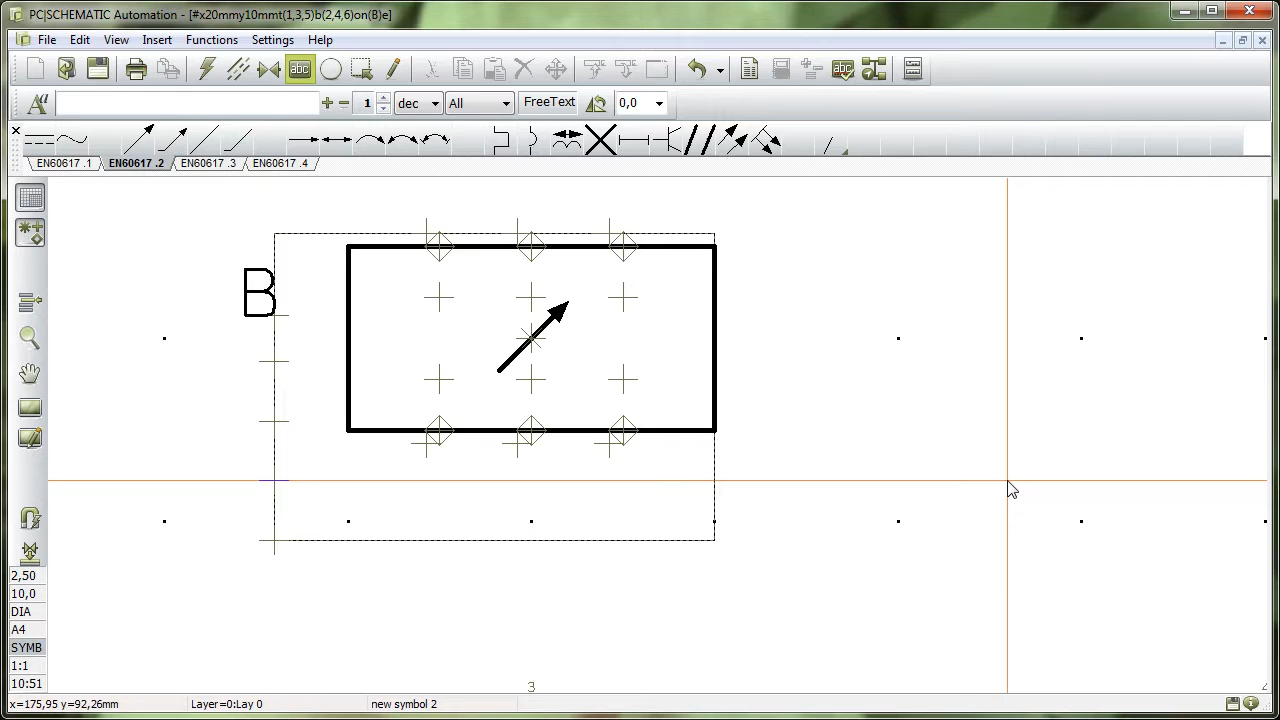 PC|SCHEMATIC Automation - [#x20mmy10mmt(1,3,5)b(2,4,6)on(B)e]
File Edit View Insert Functions Settings Help
abc abc
A 1 dec All FreeText 0,0
EN60617 .1 EN60617 .2 EN60617 .3 EN60617 .4
B
2,50
10,0
DIA
A4
SYMB
1:1
10:51
3
x=175,95 y=92,26mm Layer=0:Lay 0 new symbol 2